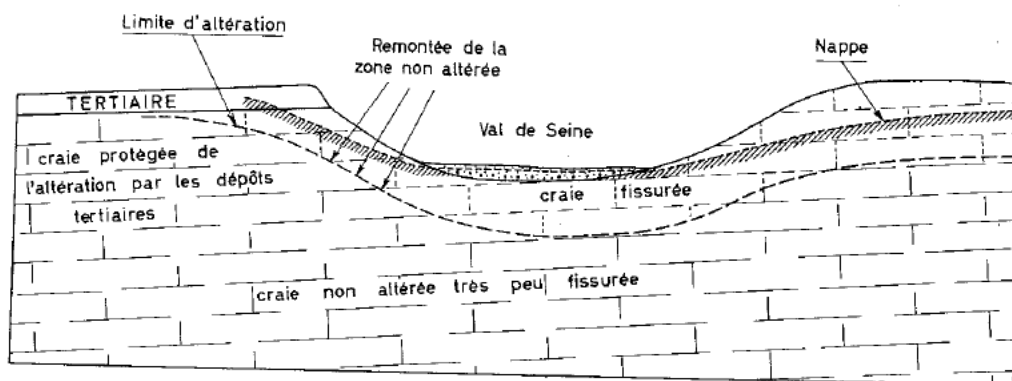 Limite d'altération
Remontée de la
zone non altérée
Nappe
TERTIAIRE
Val de Seine
craie protégée de
l'altération par les dépôts
tertiaires
craie fissurée
craie non altérée très peu fissurée